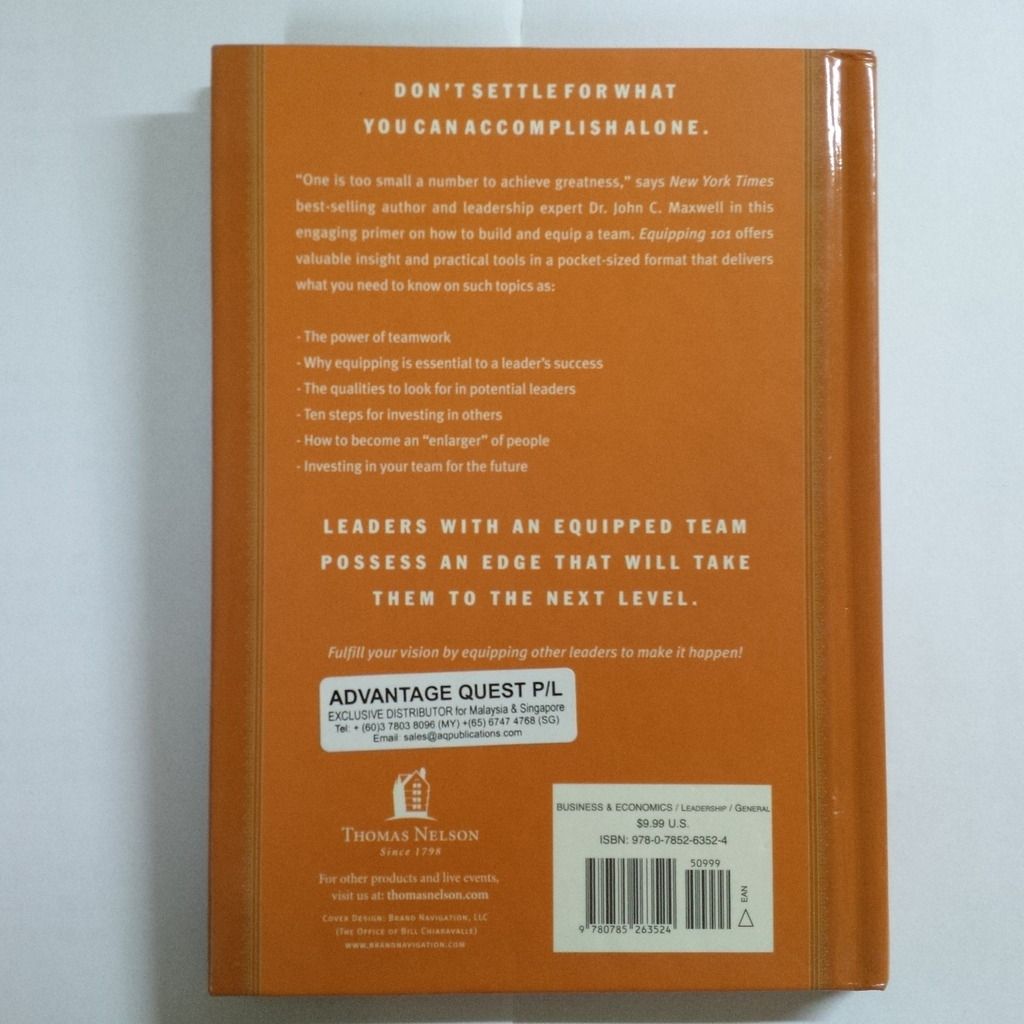 DON'T SETTLE FOR WHAT
YOU CAN ACCOMPLISH ALONE.
"One is too small a number to achieve greatness," says New York Times
best-selling author and leadership expert Dr. John C. Maxwell in this
engaging primer on how to build and equip a team. Equipping 101 offers
valuable insight and practical tools in a pocket-sized format that delivers
what you need to know on such topics as:
- The power of teamwork
- Why equipping is essential to a leader's success
- The qualities to look for in potential leaders
- Ten steps for investing in others
- How to become an "enlarger" of people
- Investing in your team for the future
LEADERS WITH AN EQUIPPED TEAM
POSSESS AN EDGE THAT WILL TAKE
THEM TO THE NEXT LEVEL.
Fulfill your vision by equipping other leaders to make it happen!
ADVANTAGE QUEST P/L
EXCLUSIVE DISTRIBUTOR for Malaysia & Singapore
Tel: + (60)3 7803 8096 (MY) +(65) 6747 4768 (SG)
Email: sales@aqpublications.com
THOMAS NELSON
Since 1798
For other products and live events,
visit us at: thomasnelson.com
COVER DESIGN: BRAND NAVIGATION, LLC
(THE OFFICE OF BILL CHIARAVALLE)
WWW.BRANDNAVIGATION.COM
BUSINESS & ECONOMICS / LEADERSHIP / GENERAL
$9.99 U.S.
ISBN: 978-0-7852-6352-4
50999
9 780785 263524
EAN